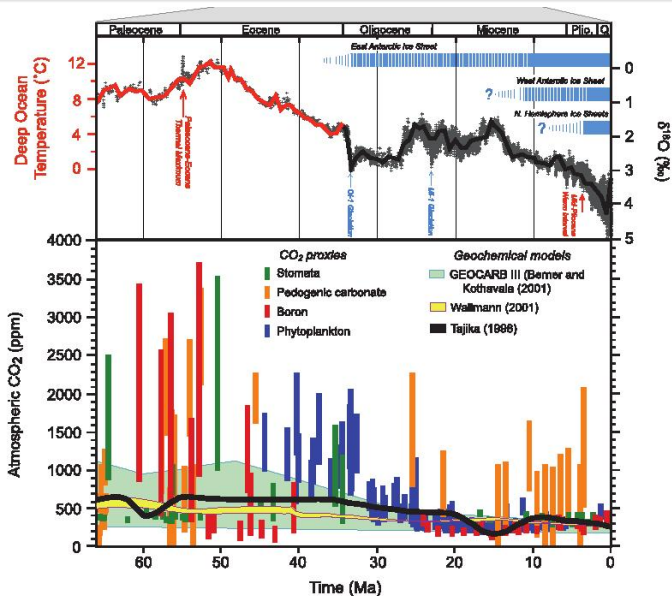 Paleocene Eocene Oligocene Miocene Plio. Q
East Antarctic Ice Sheet
West Antarctic Ice Sheet
?
N. Hemisphere Ice Sheets
?
Deep Ocean
Temperature (°C)
12
8
4
0
Paleocene-Eocene
Thermal Maximum
Oi-1 Glaciation
Mi-1 Glaciation
Mid-Pliocene
Warm Interval
0
1
2
3
4
5
δ18O (‰)
Atmospheric CO2 (ppm)
4000
3500
3000
2500
2000
1500
1000
500
0
CO2 proxies
Stomata
Pedogenic carbonate
Boron
Phytoplankton
Geochemical models
GEOCARB III (Berner and
Kothavala (2001)
Wallmann (2001)
Tajika (1998)
60 50 40 30 20 10 0
Time (Ma)